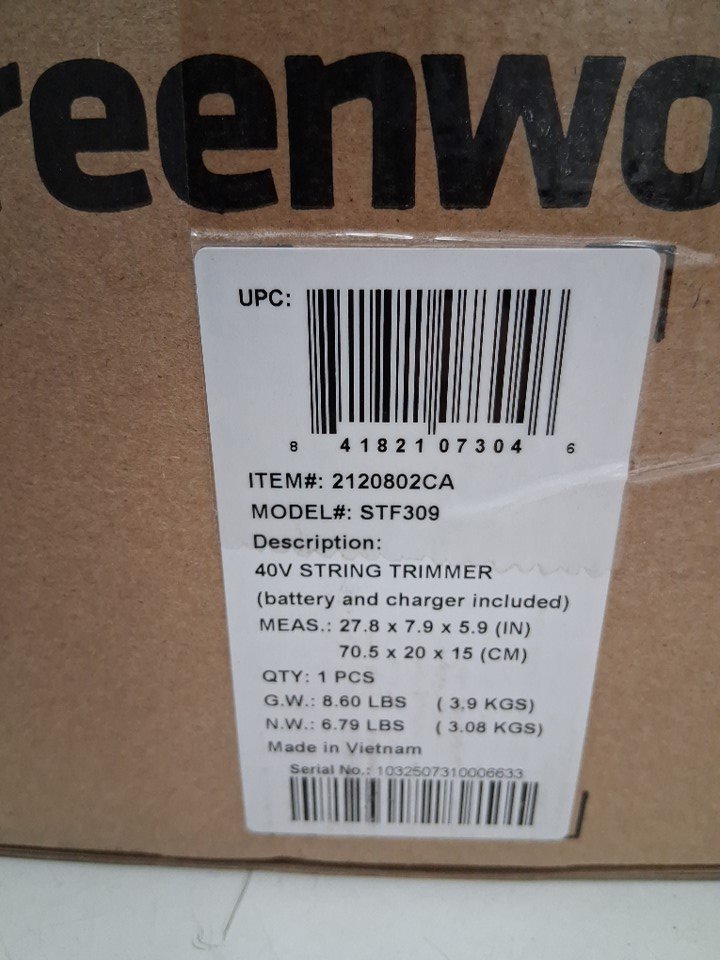 reenwo
UPC:
8 41821 07304 6
ITEM#: 2120802CA
MODEL#: STF309
Description:
40V STRING TRIMMER
(battery and charger included)
MEAS.: 27.8 x 7.9 x 5.9 (IN)
70.5 x 20 x 15 (CM)
QTY: 1 PCS
G.W.: 8.60 LBS ( 3.9 KGS)
N.W.: 6.79 LBS ( 3.08 KGS)
Made in Vietnam
Serial No.: 1032507310006633